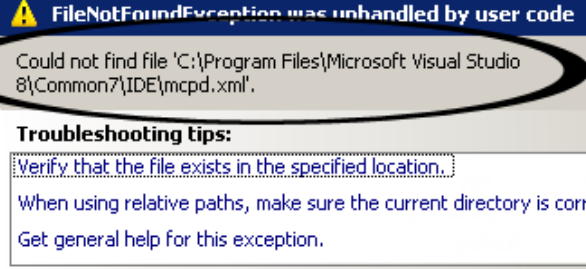 FileNotFoundException was unhandled by user code
Could not find file 'C:\Program Files\Microsoft Visual Studio
8\Common7\IDE\mcpd.xml'.
Troubleshooting tips:
Verify that the file exists in the specified location.
When using relative paths, make sure the current directory is
Get general help for this exception.